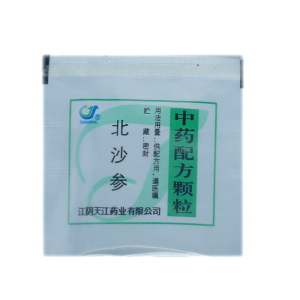 中药配方颗粒
用法用量:供配方用,遵医嘱
贮 藏:密封
北沙参
江阴天江药业有限公司